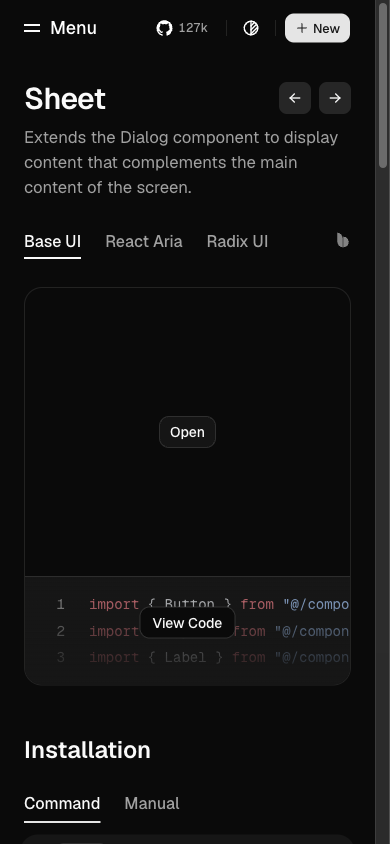 Menu
127k
New
Sheet
Extends the Dialog component to display
content that complements the main
content of the screen.
Base UI
React Aria
Radix UI
Open
1 import { Button } from "@/compo
2 import from "@/compon
3 import { Label } from "@/compon
View Code
Installation
Command
Manual